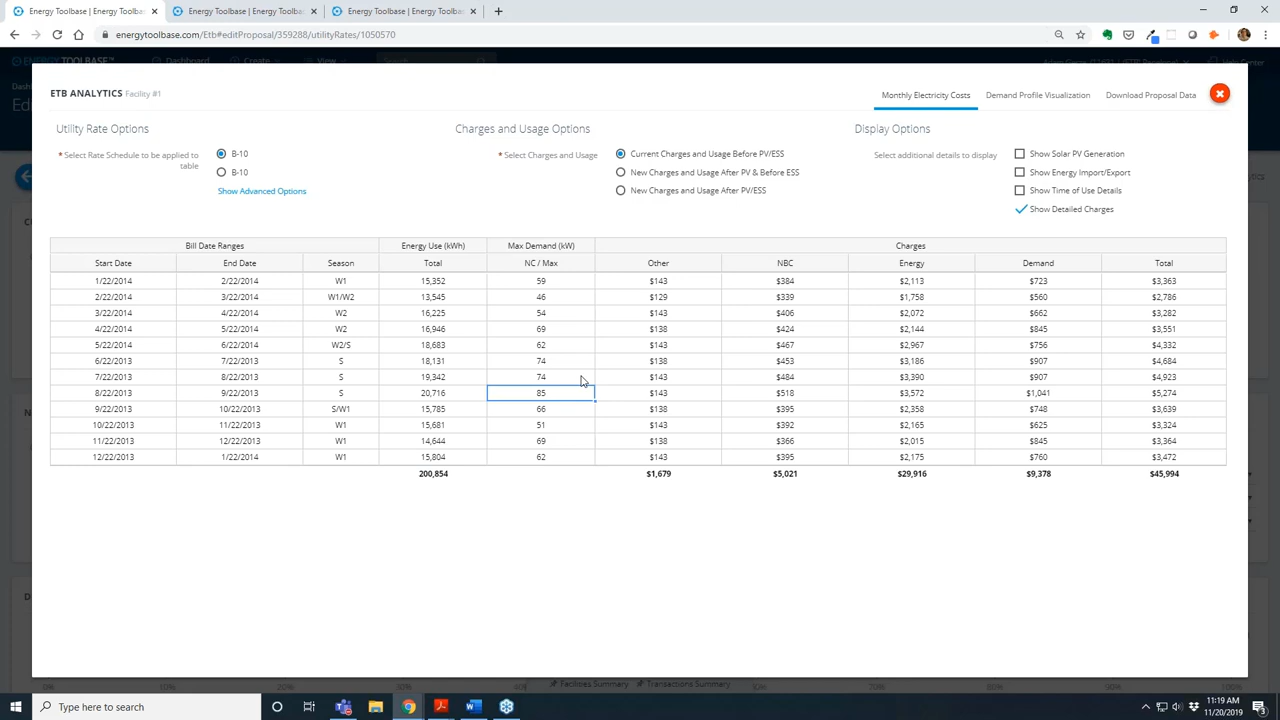 Energy Toolbase | Energy Toolba
Energy Toolbase | Energy Toolba
Energy Toolbase | Energy Toolba
energytoolbase.com/Etb#editProposal/359288/utilityRates/1050570
ENERGY TOOLBASE™ Dashboard Create View Search
ETB ANALYTICS Facility #1
Monthly Electricity Costs Demand Profile Visualization Download Proposal Data
Utility Rate Options Charges and Usage Options Display Options
* Select Rate Schedule to be applied to table B-10 * Select Charges and Usage Current Charges and Usage Before PV/ESS Select additional details to display Show Solar PV Generation
B-10 New Charges and Usage After PV & Before ESS Show Energy Import/Export
Show Advanced Options New Charges and Usage After PV/ESS Show Time of Use Details
Show Detailed Charges
Bill Date Ranges Energy Use (kWh) Max Demand (kW) Charges
Start Date End Date Season Total NC / Max Other NBC Energy Demand Total
1/22/2014 2/22/2014 W1 15,352 59 $143 $384 $2,113 $723 $3,363
2/22/2014 3/22/2014 W1/W2 13,545 46 $129 $339 $1,758 $560 $2,786
3/22/2014 4/22/2014 W2 16,225 54 $143 $406 $2,072 $662 $3,282
4/22/2014 5/22/2014 W2 16,946 69 $138 $424 $2,144 $845 $3,551
5/22/2014 6/22/2014 W2/S 18,683 62 $143 $467 $2,967 $756 $4,332
6/22/2013 7/22/2013 S 18,131 74 $138 $453 $3,186 $907 $4,684
7/22/2013 8/22/2013 S 19,342 74 $143 $484 $3,390 $907 $4,923
8/22/2013 9/22/2013 S 20,716 85 $143 $518 $3,572 $1,041 $5,274
9/22/2013 10/22/2013 S/W1 15,785 66 $138 $395 $2,358 $748 $3,639
10/22/2013 11/22/2013 W1 15,681 51 $143 $392 $2,165 $625 $3,324
11/22/2013 12/22/2013 W1 14,644 69 $138 $366 $2,015 $845 $3,364
12/22/2013 1/22/2014 W1 15,804 62 $143 $395 $2,175 $760 $3,472
200,854 $1,679 $5,021 $29,916 $9,378 $45,994
Facilities Summary Transactions Summary
Type here to search
11:19 AM
11/20/2019